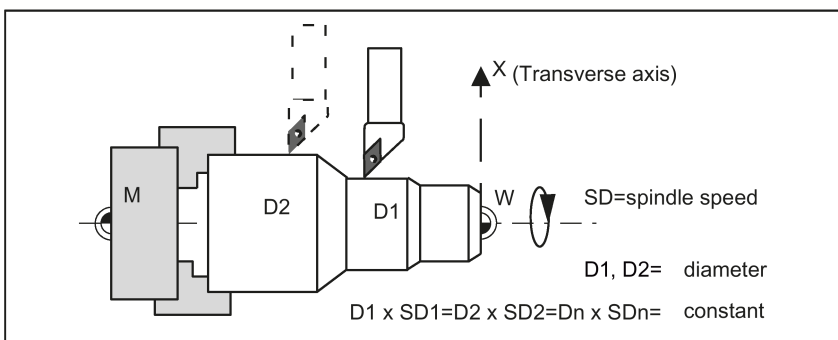 X (Transverse axis)
M
D2
D1
W
SD=spindle speed
D1, D2= diameter
D1 x SD1=D2 x SD2=Dn x SDn= constant